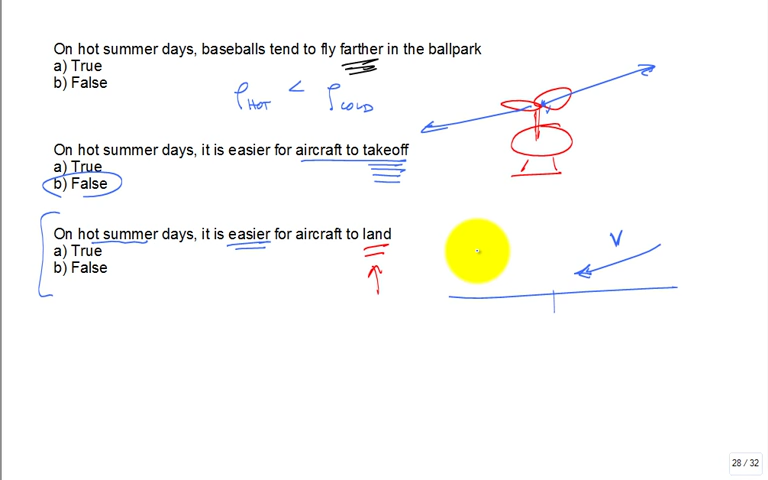 On hot summer days, baseballs tend to fly farther in the ballpark
a) True
b) False
ρHOT < ρCOLD
On hot summer days, it is easier for aircraft to takeoff
a) True
b) False
On hot summer days, it is easier for aircraft to land
a) True
b) False
V
28 / 32